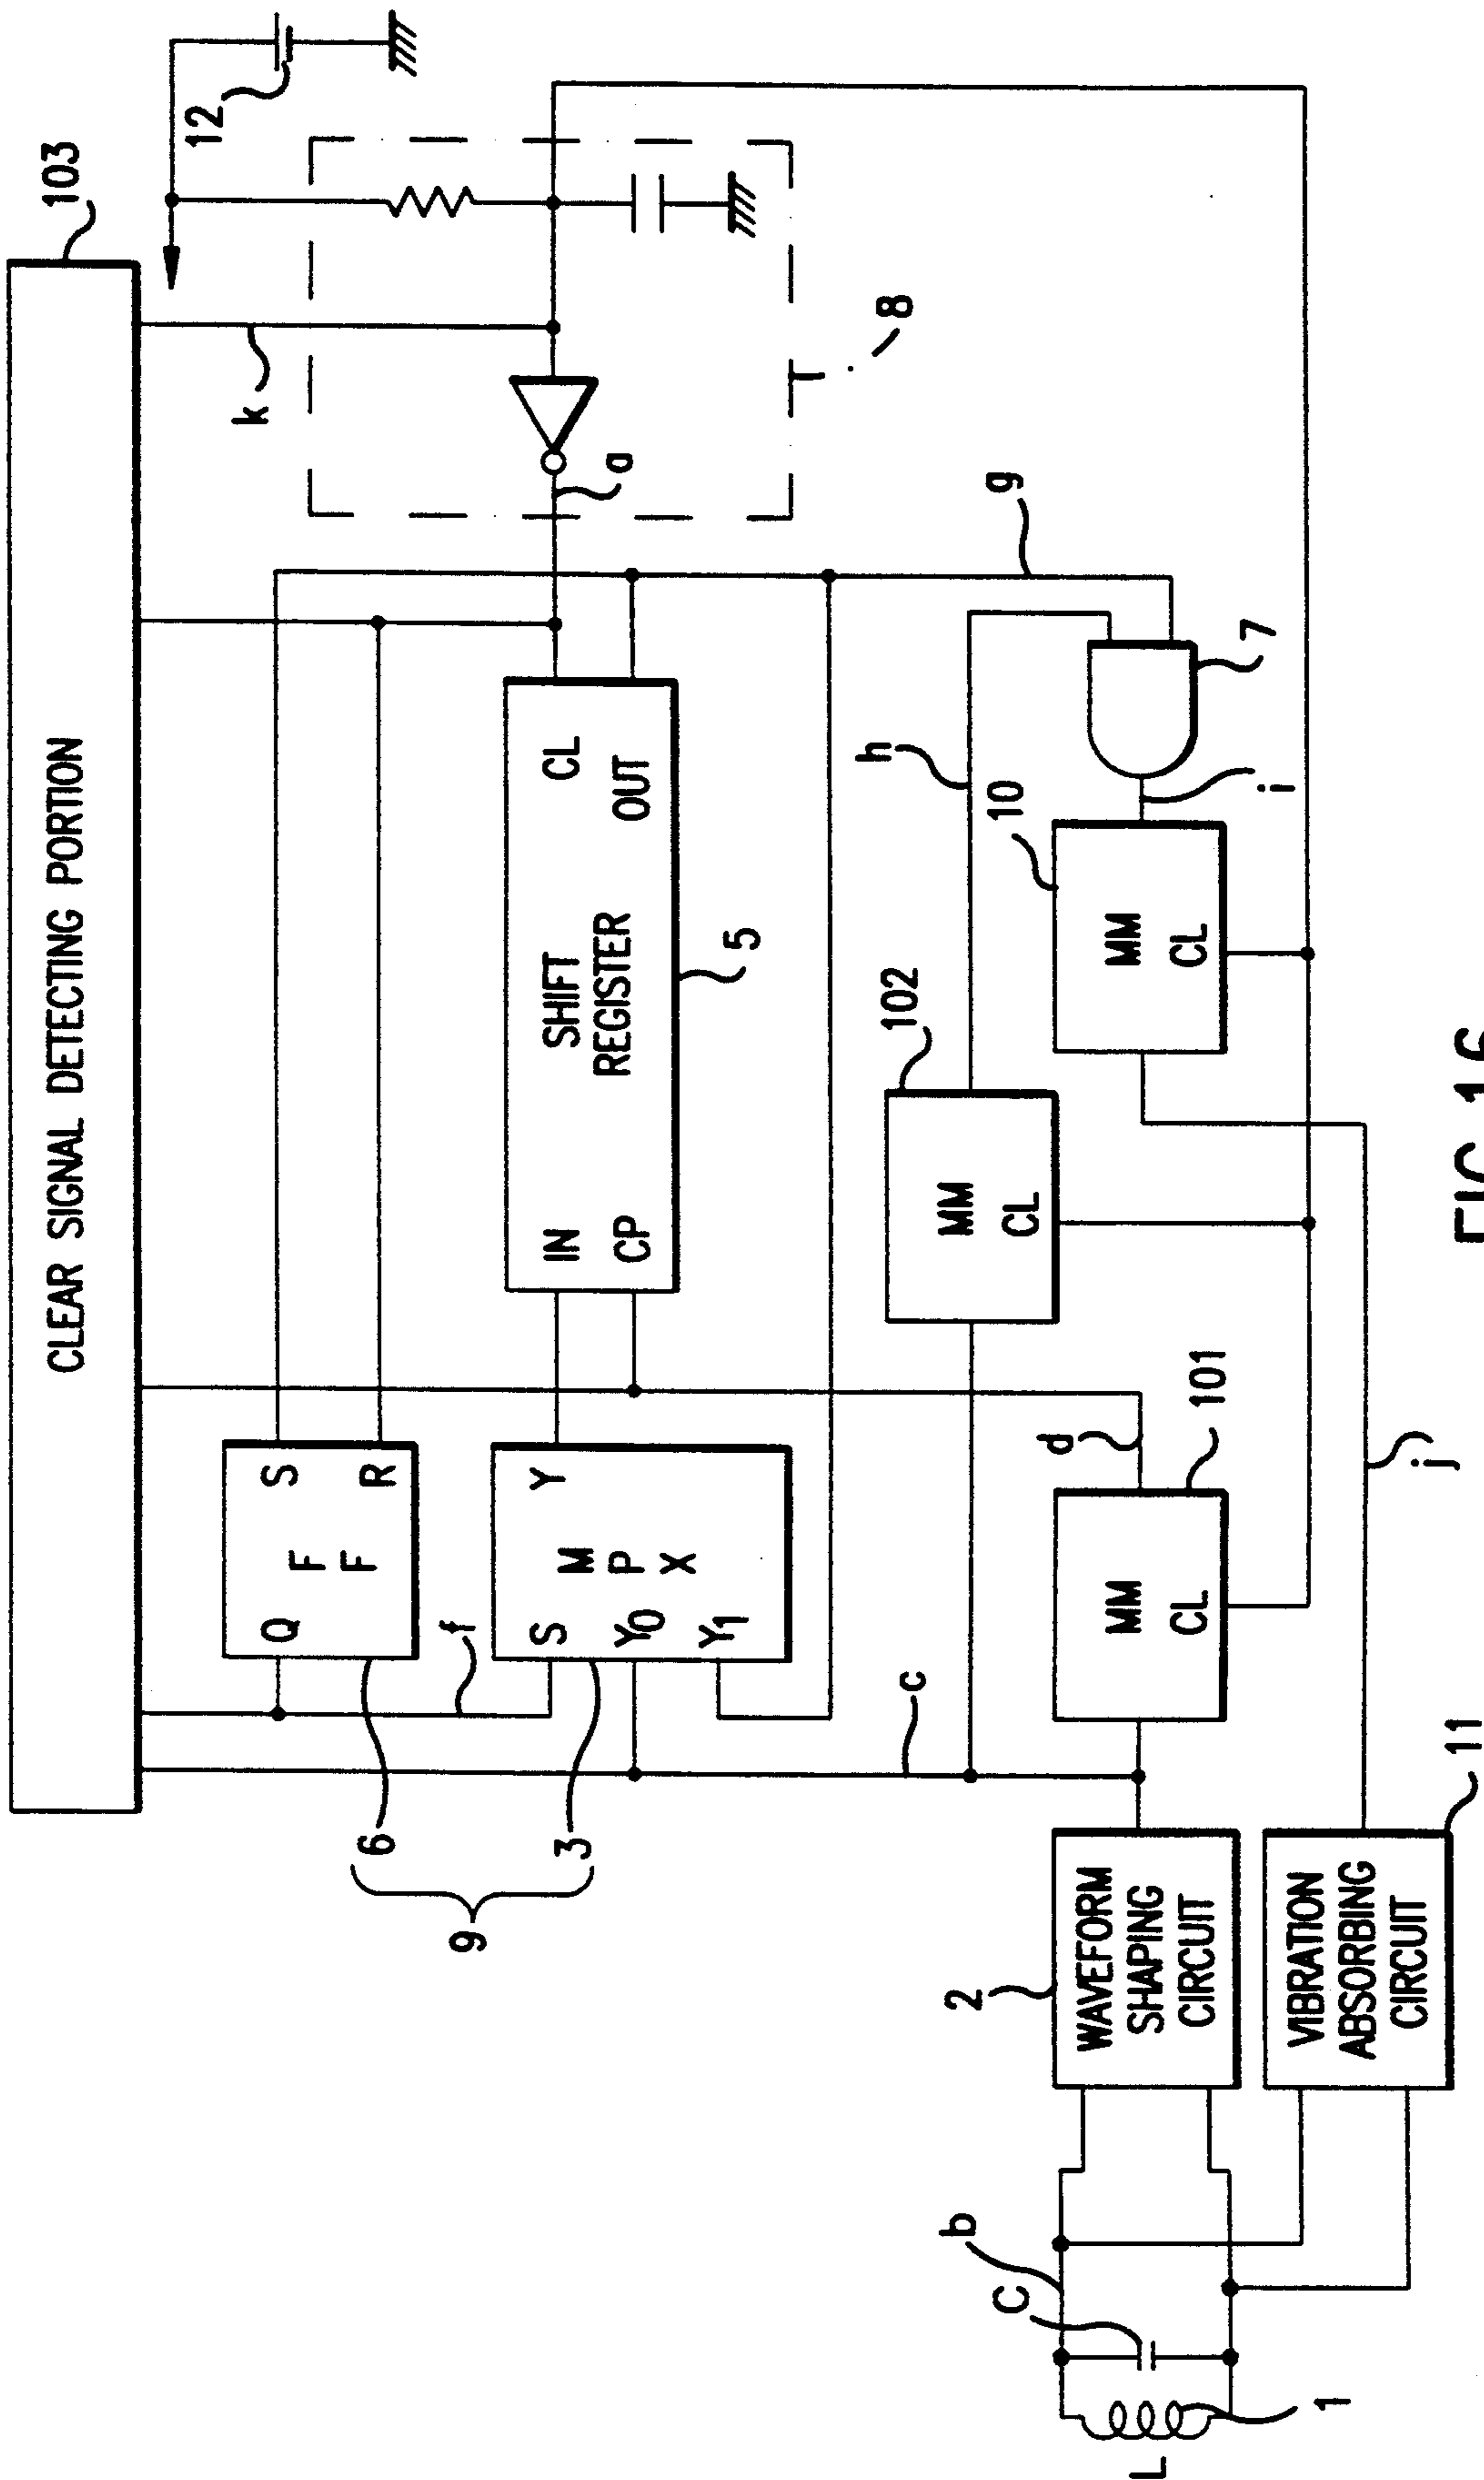 CLEAR SIGNAL DETECTING PORTION
103
12
k
8
a
g
6
Q
S
F
F
R
f
9
3
S
Y
M
P
X
Y0
Y1
IN
CP
SHIFT
REGISTER
CL
OUT
5
h
7
i
10
MM
CL
102
MM
CL
c
d
101
MM
CL
j
2
WAVEFORM
SHAPING
CIRCUIT
VIBRATION
ABSORBING
CIRCUIT
11
b
C
1
L
FIG. 16